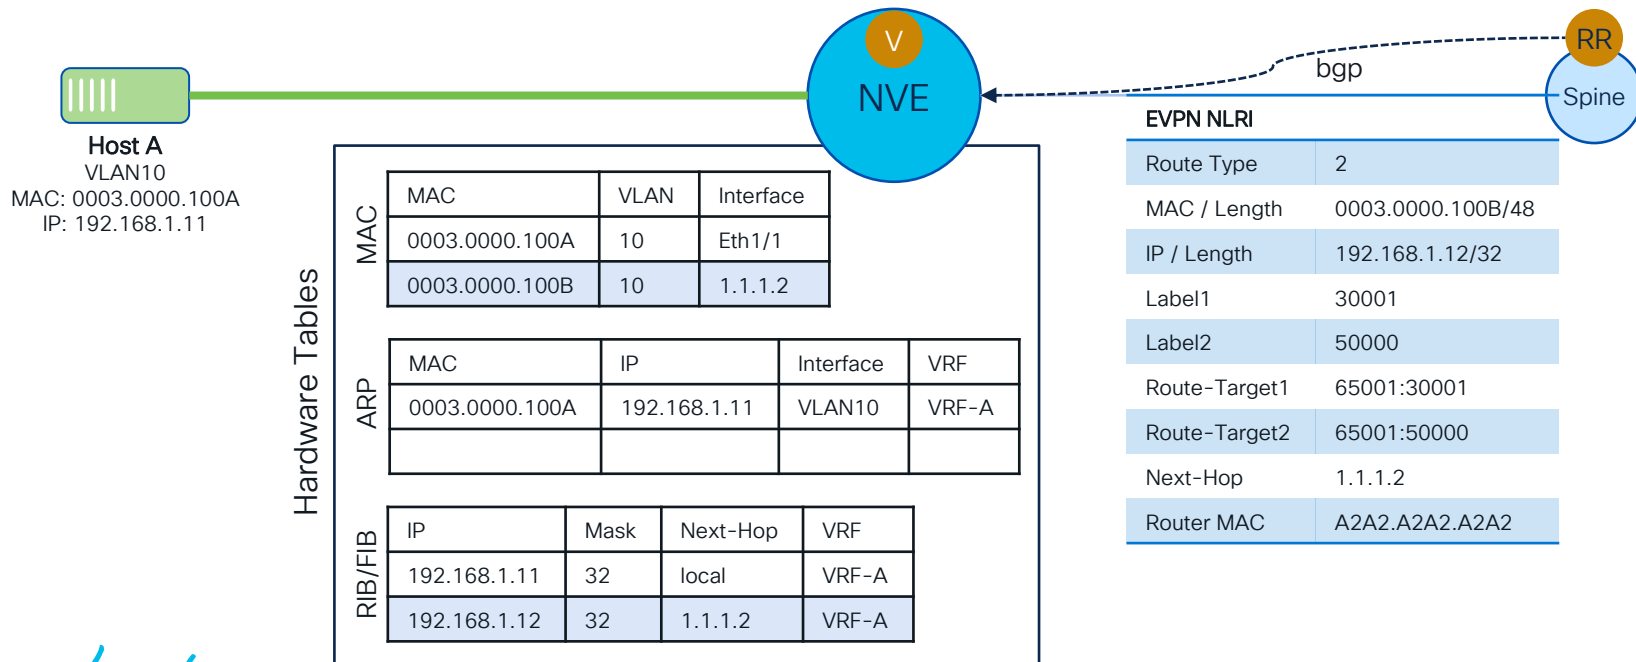 V
NVE
RR
Spine
bgp
Host A
VLAN10
MAC: 0003.0000.100A
IP: 192.168.1.11
Hardware Tables
MAC
MAC VLAN Interface
0003.0000.100A 10 Eth1/1
0003.0000.100B 10 1.1.1.2
ARP
MAC IP Interface VRF
0003.0000.100A 192.168.1.11 VLAN10 VRF-A
RIB/FIB
IP Mask Next-Hop VRF
192.168.1.11 32 local VRF-A
192.168.1.12 32 1.1.1.2 VRF-A
EVPN NLRI
Route Type 2
MAC / Length 0003.0000.100B/48
IP / Length 192.168.1.12/32
Label1 30001
Label2 50000
Route-Target1 65001:30001
Route-Target2 65001:50000
Next-Hop 1.1.1.2
Router MAC A2A2.A2A2.A2A2